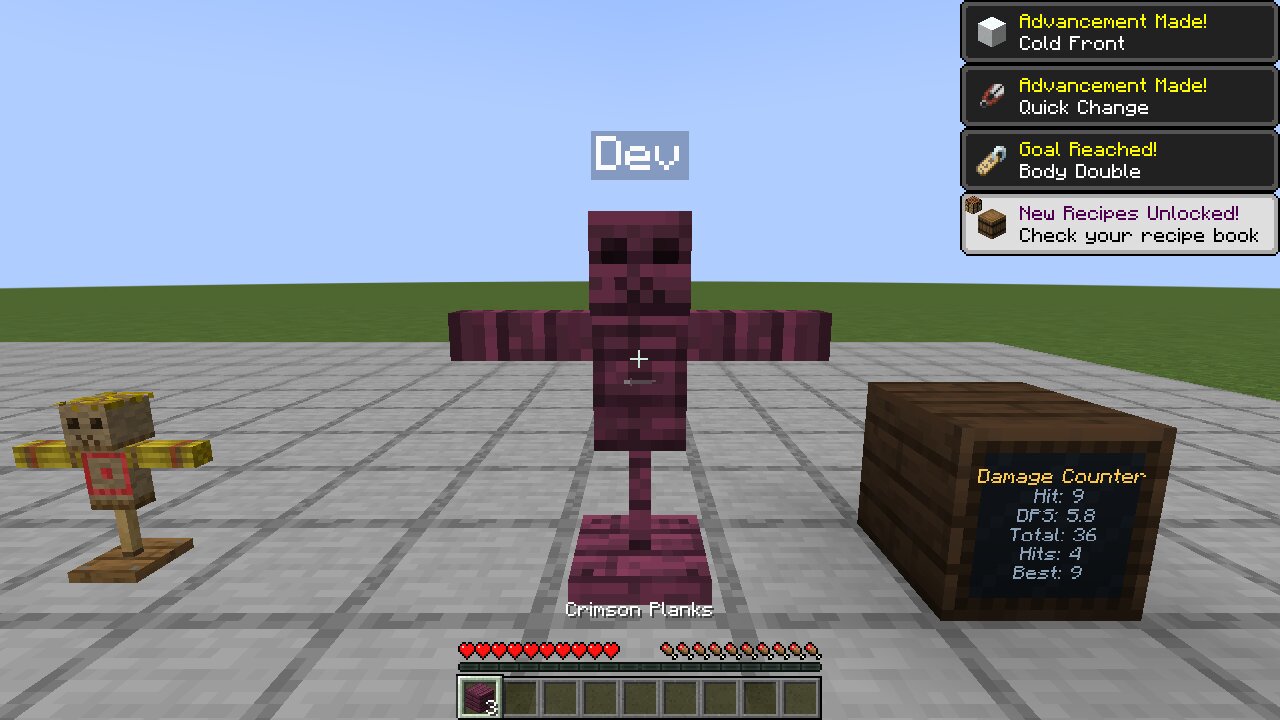 Advancement Made!
Cold Front
Advancement Made!
Quick Change
Goal Reached!
Body Double
New Recipes Unlocked!
Check your recipe book
Dev
Damage Counter
Hit: 9
DPS: 5.8
Total: 36
Hits: 4
Best: 9
Crimson Planks
3